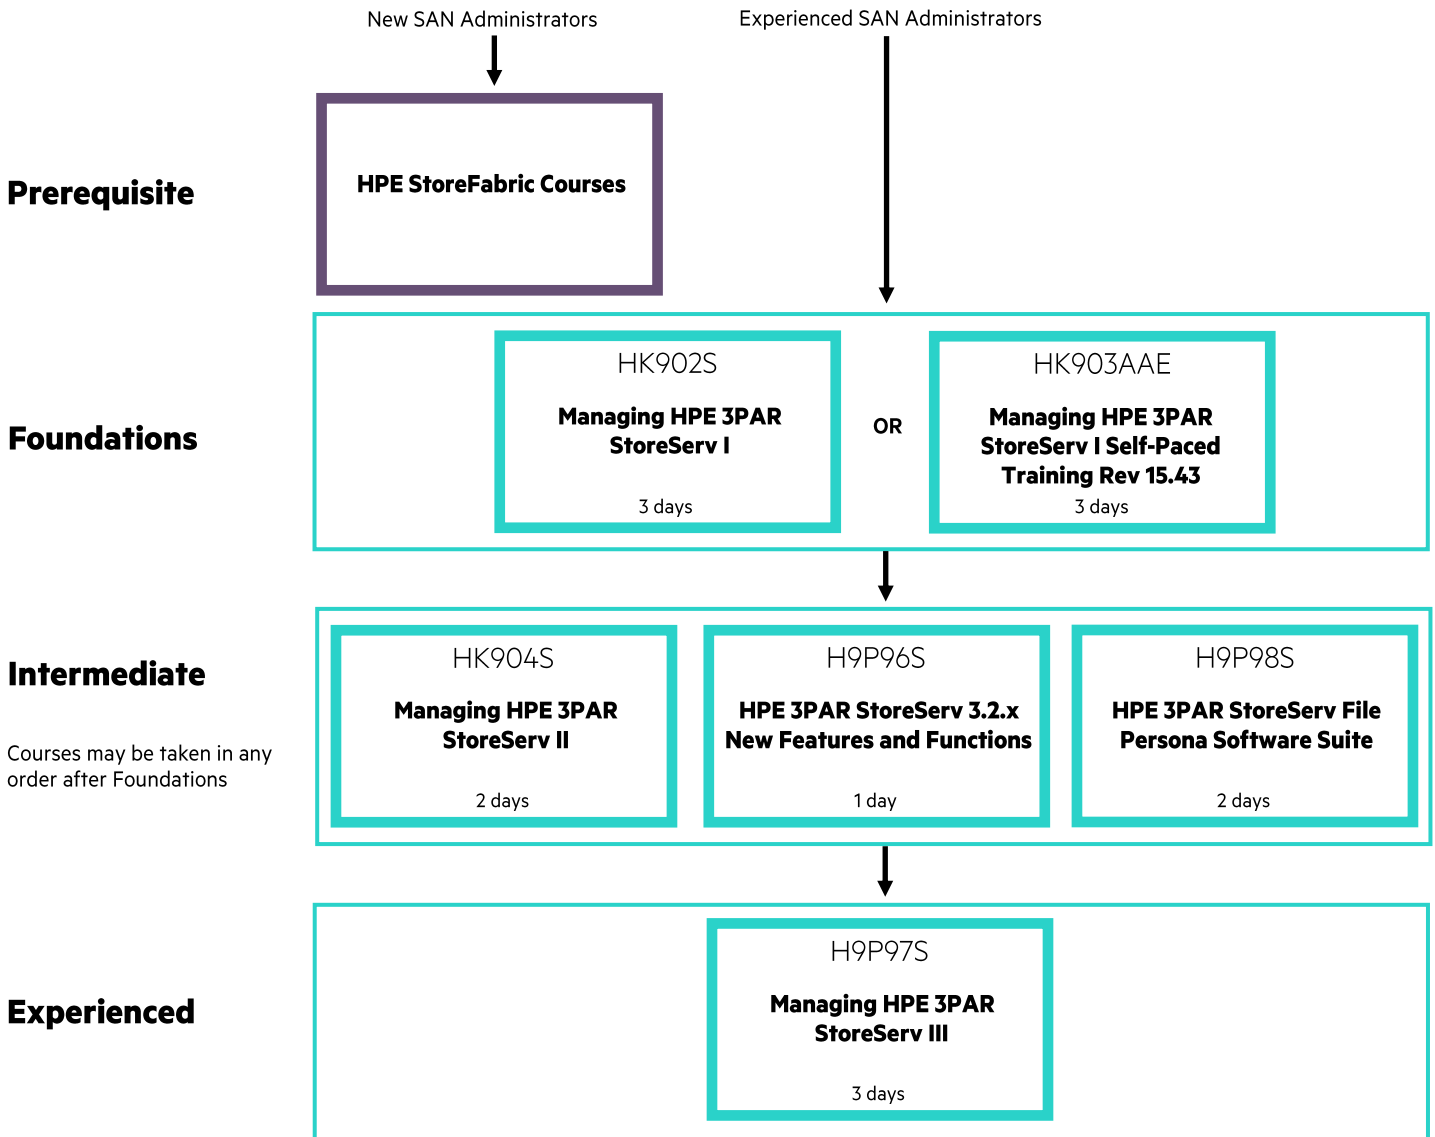 New SAN Administrators
Experienced SAN Administrators
Prerequisite
HPE StoreFabric Courses
Foundations
HK902S
Managing HPE 3PAR
StoreServ I
3 days
OR
HK903AAE
Managing HPE 3PAR
StoreServ I Self-Paced
Training Rev 15.43
3 days
Intermediate
Courses may be taken in any
order after Foundations
HK904S
Managing HPE 3PAR
StoreServ II
2 days
H9P96S
HPE 3PAR StoreServ 3.2.x
New Features and Functions
1 day
H9P98S
HPE 3PAR StoreServ File
Persona Software Suite
2 days
Experienced
H9P97S
Managing HPE 3PAR
StoreServ III
3 days